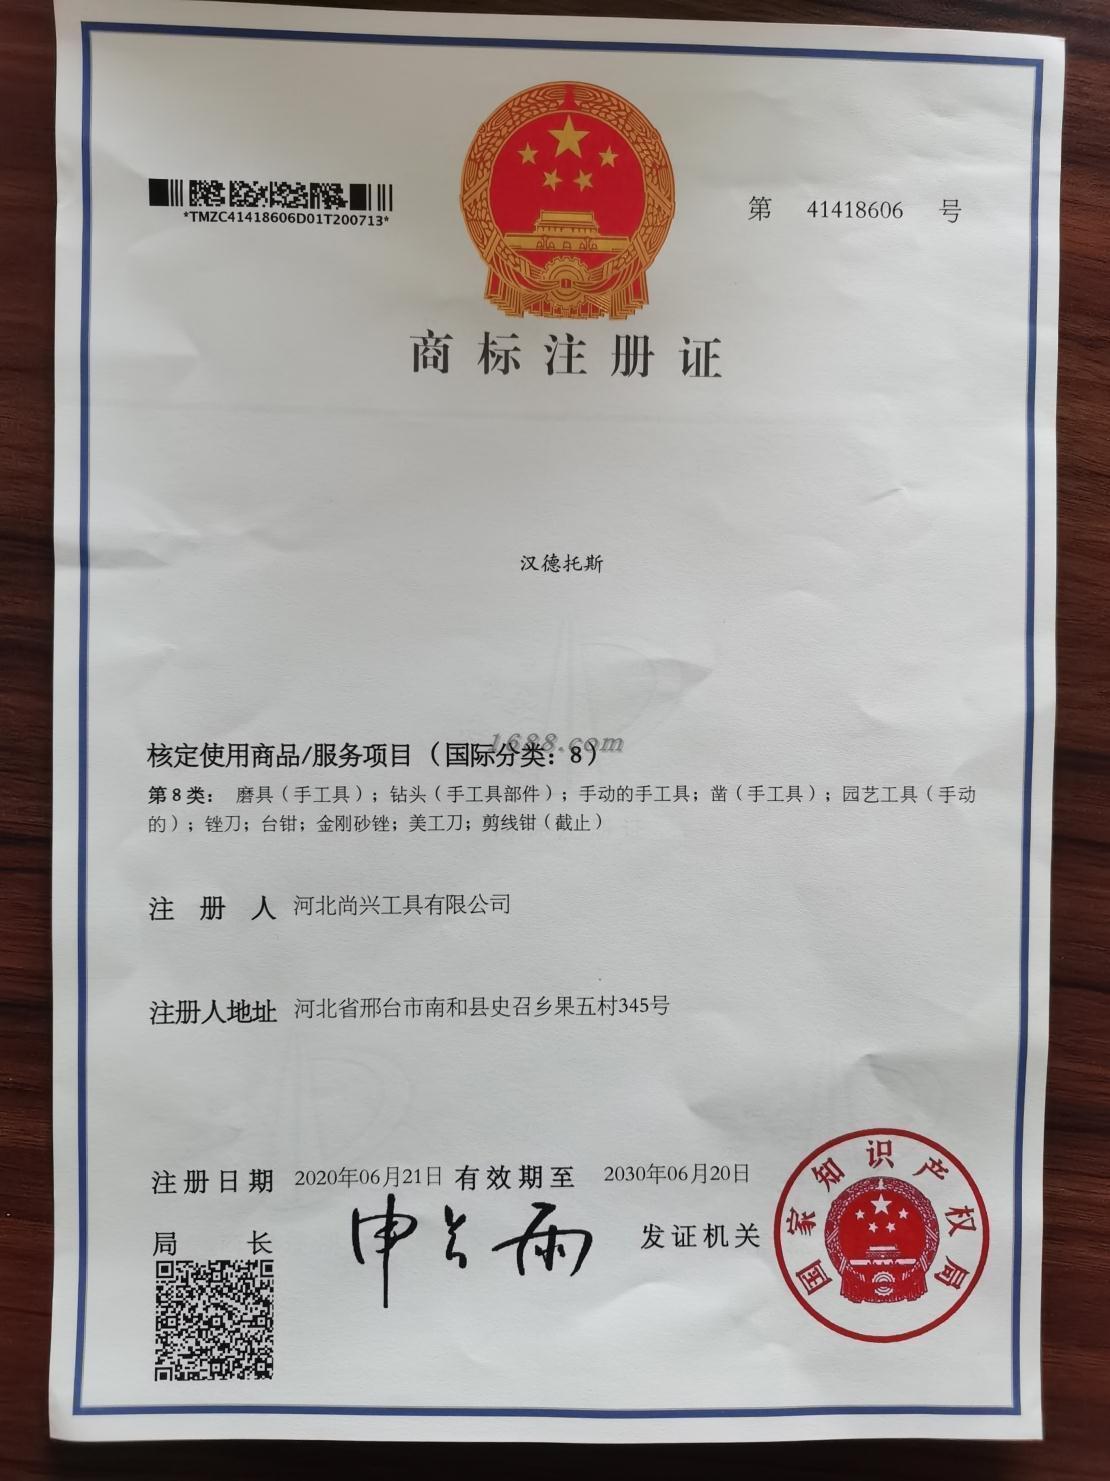 *TMZC41418606D01T200713*
第 41418606 号
商标注册证
汉德托斯
1688.com
核定使用商品/服务项目（国际分类：8）
第8类： 磨具（手工具）；钻头（手工具部件）；手动的手工具；凿（手工具）；园艺工具（手动
的）；锉刀；台钳；金刚砂锉；美工刀；剪线钳（截止）
注册人 河北尚兴工具有限公司
注册人地址 河北省邢台市南和县史召乡果五村345号
注册日期 2020年06月21日 有效期至 2030年06月20日
局长 申长雨 发证机关
国家知识产权局